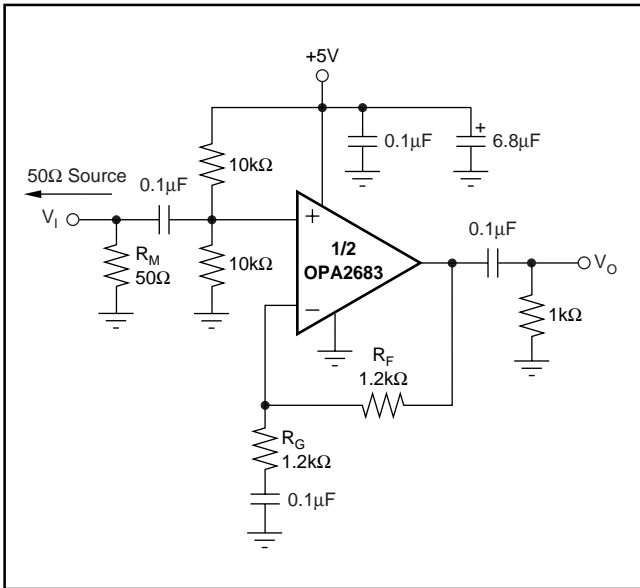 +5V
0.1μF
6.8μF
+
50Ω Source
0.1μF
10kΩ
V_I
R_M
50Ω
10kΩ
+
1/2
OPA2683
−
0.1μF
V_O
1kΩ
R_F
1.2kΩ
R_G
1.2kΩ
0.1μF